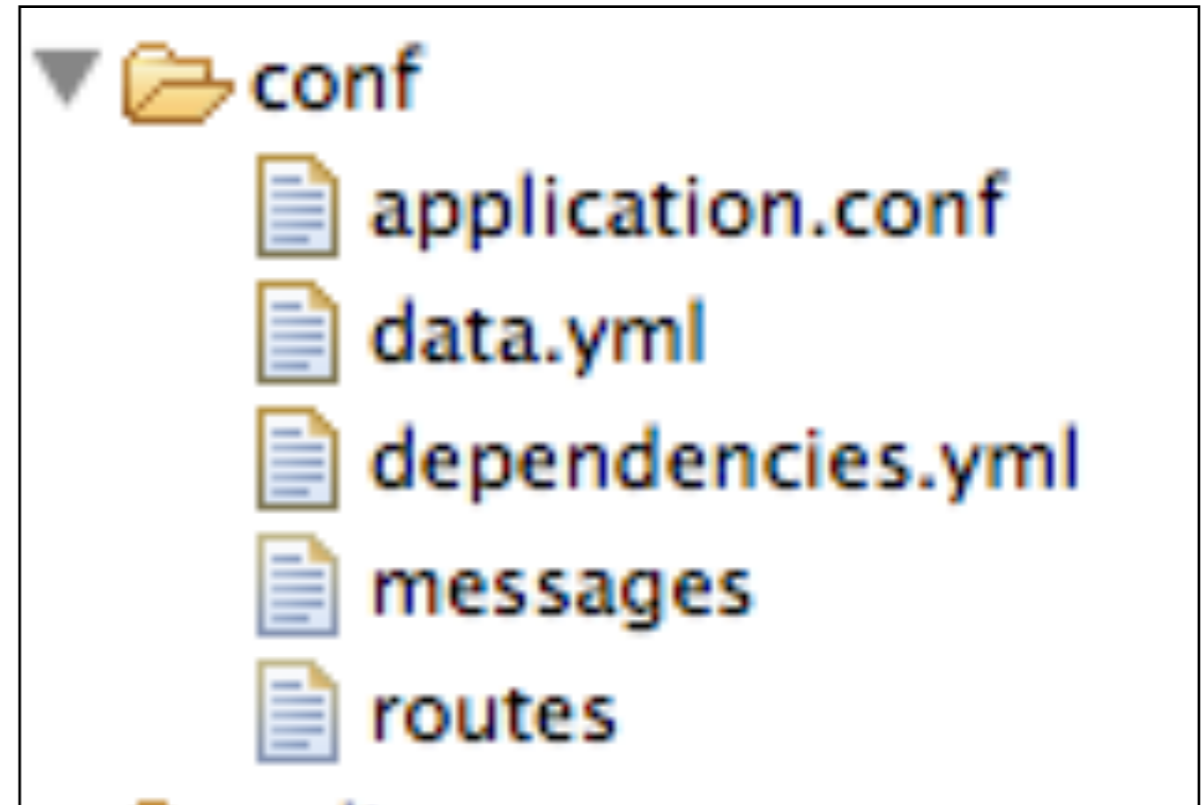 conf
application.conf
data.yml
dependencies.yml
messages
routes